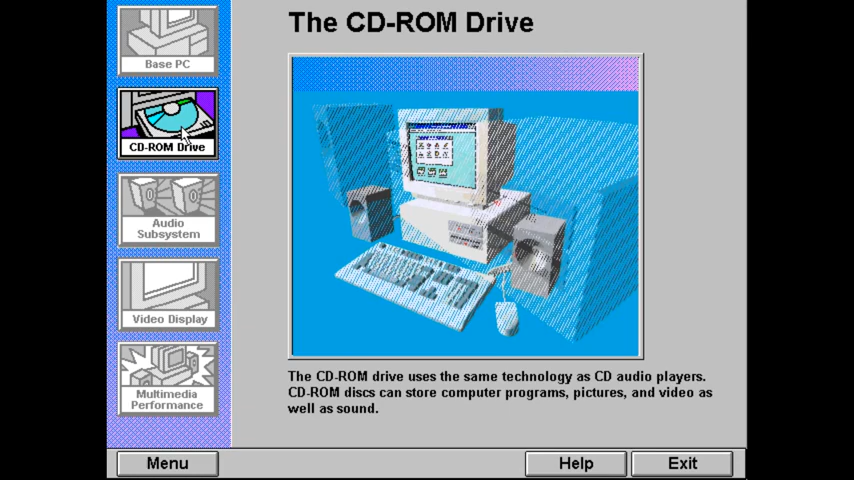 The CD-ROM Drive
Base PC
CD-ROM Drive
Audio
Subsystem
Video Display
Multimedia
Performance
The CD-ROM drive uses the same technology as CD audio players.
CD-ROM discs can store computer programs, pictures, and video as
well as sound.
Menu
Help
Exit